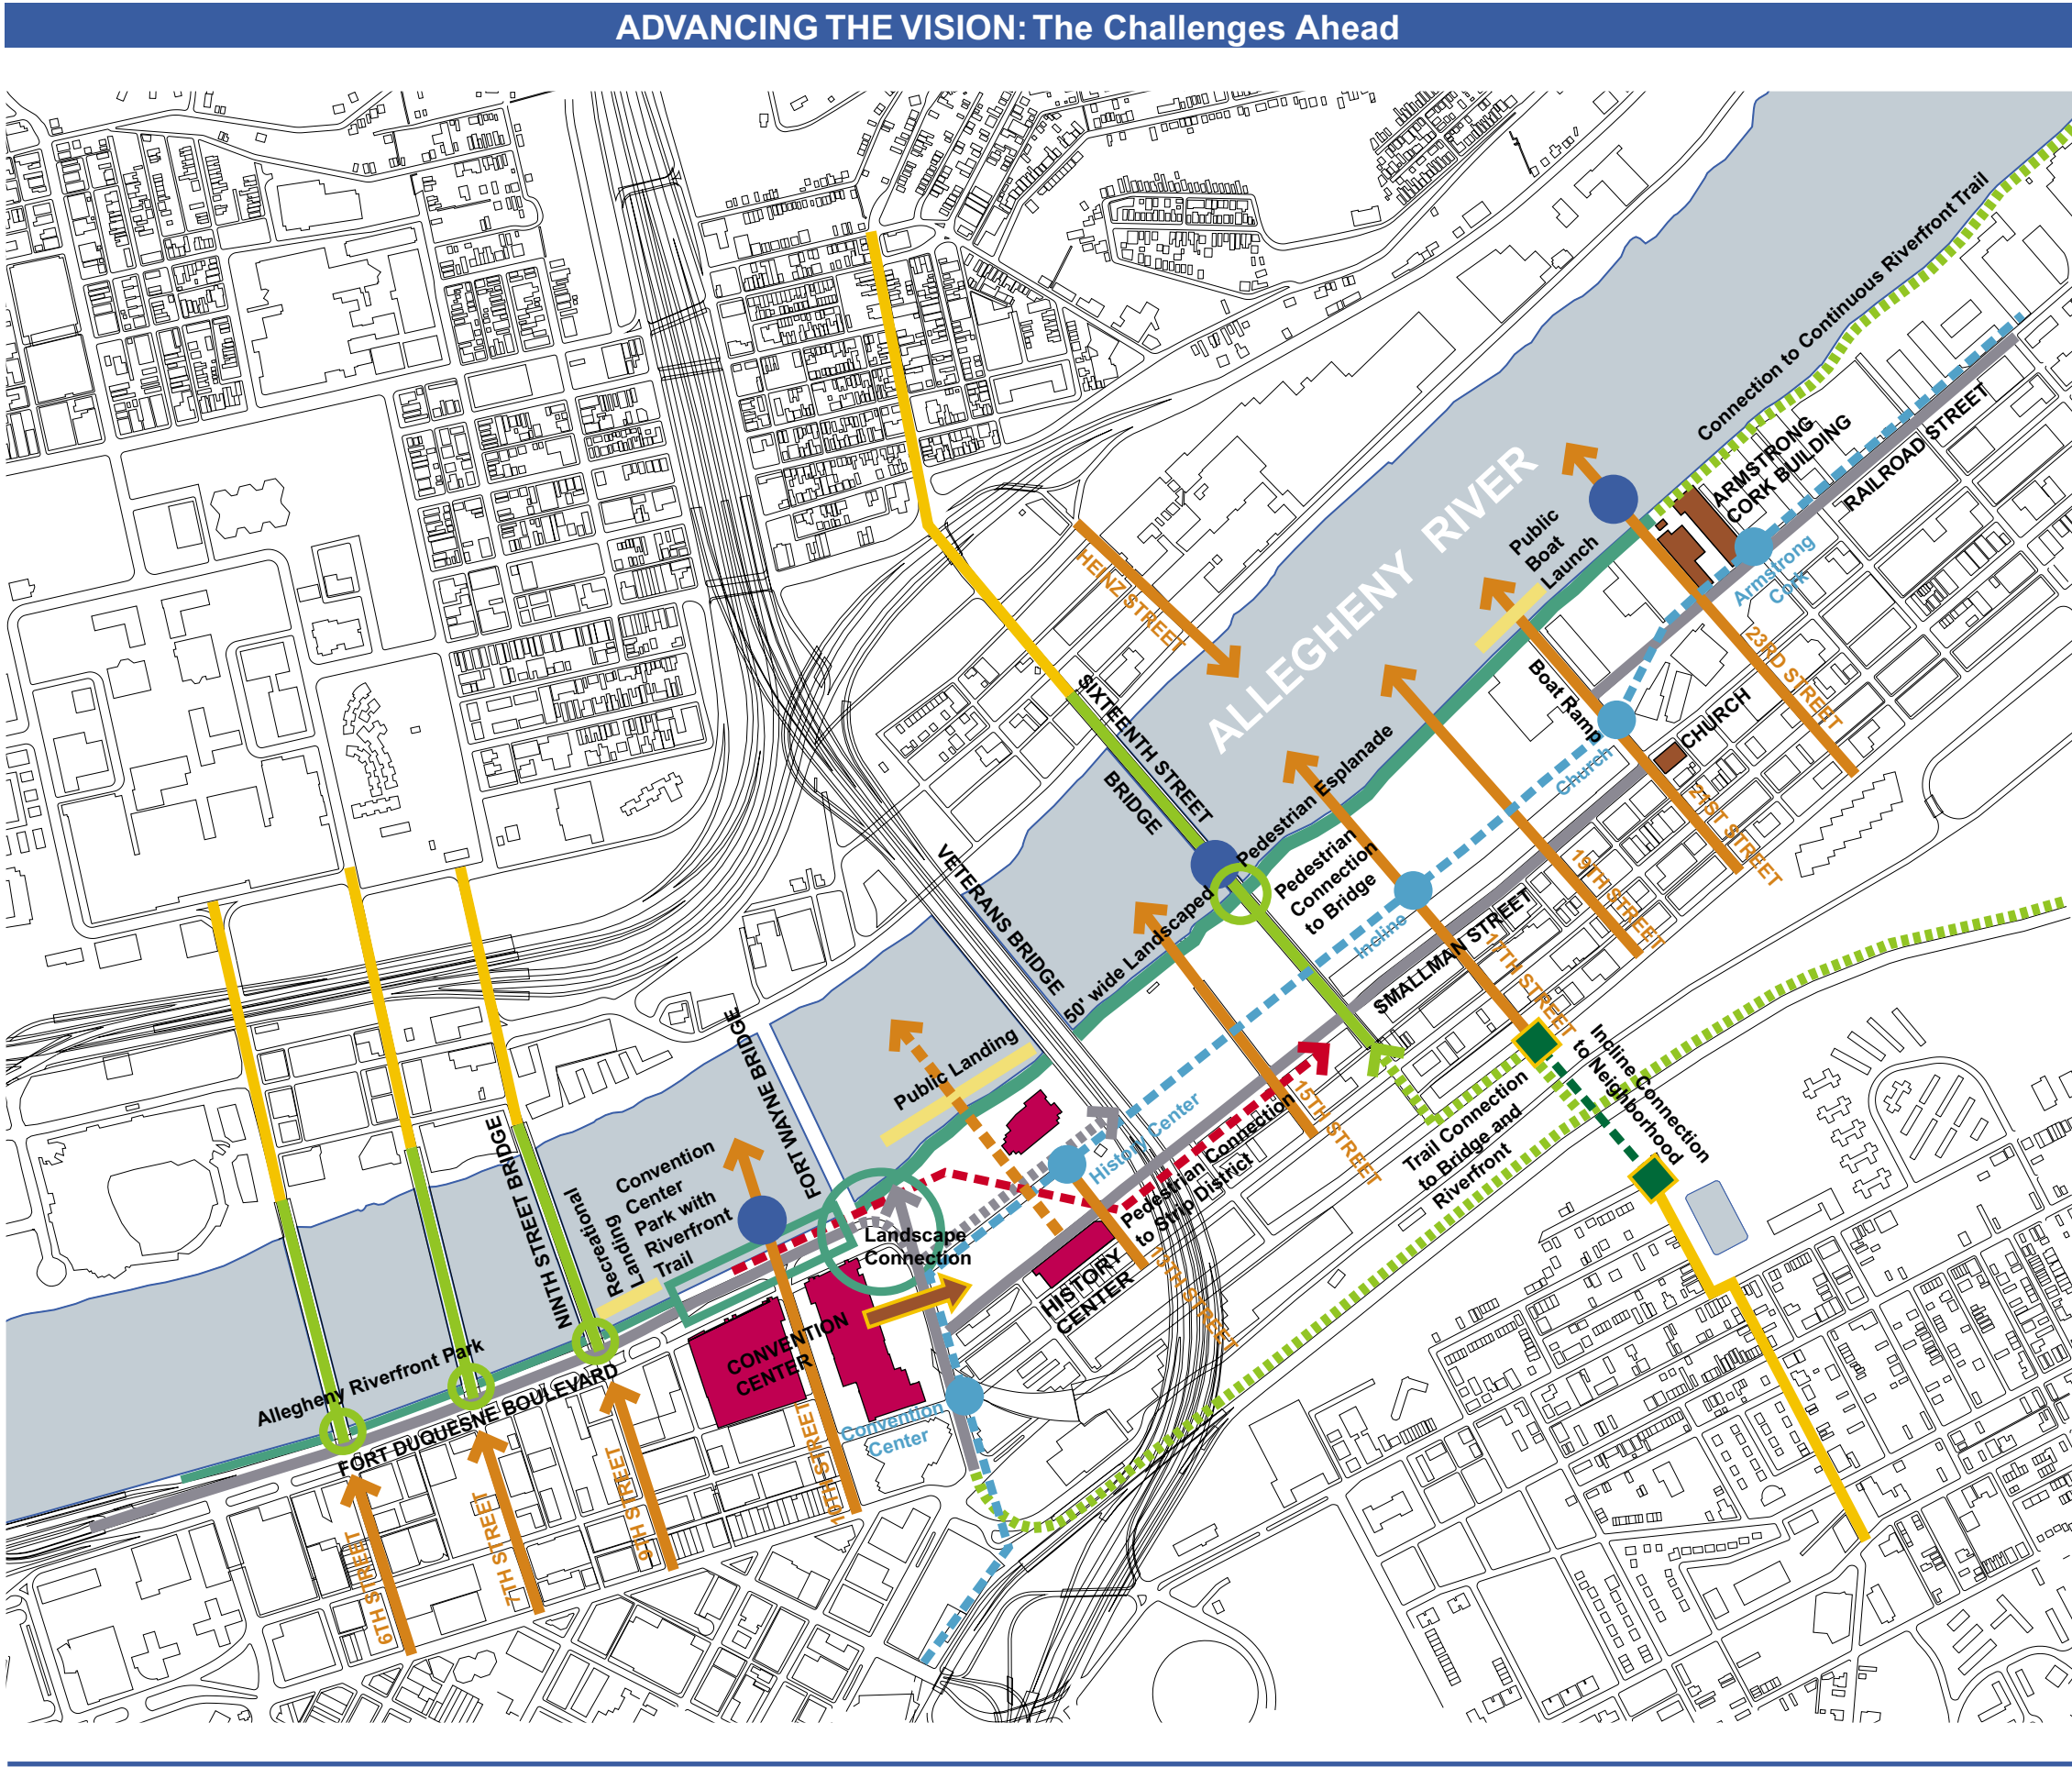 ADVANCING THE VISION: The Challenges Ahead
Connection to Continuous Riverfront Trail
ARMSTRONG
CORK BUILDING
RAILROAD STREET
Armstrong
Cork
Public
Boat
Launch
ALLEGHENY RIVER
HEINZ STREET
23RD STREET
Boat Ramp
CHURCH
Church
21ST STREET
SIXTEENTH STREET
BRIDGE
50' wide Landscaped Pedestrian Esplanade
Pedestrian
Connection
to Bridge
Incline
19TH STREET
SMALLMAN STREET
17TH STREET
VETERANS BRIDGE
Incline Connection
to Neighborhood
Trail Connection
to Bridge and
Riverfront
15TH STREET
FORT WAYNE BRIDGE
Public Landing
History Center
Pedestrian Connection
to
Strip District
13TH STREET
HISTORY
CENTER
Landscape
Connection
Convention
Center
Park with
Riverfront
Trail
Recreational
Landing
NINTH STREET BRIDGE
CONVENTION
CENTER
Convention
Center
10TH STREET
Allegheny Riverfront Park
FORT DUQUESNE BOULEVARD
9TH STREET
7TH STREET
6TH STREET